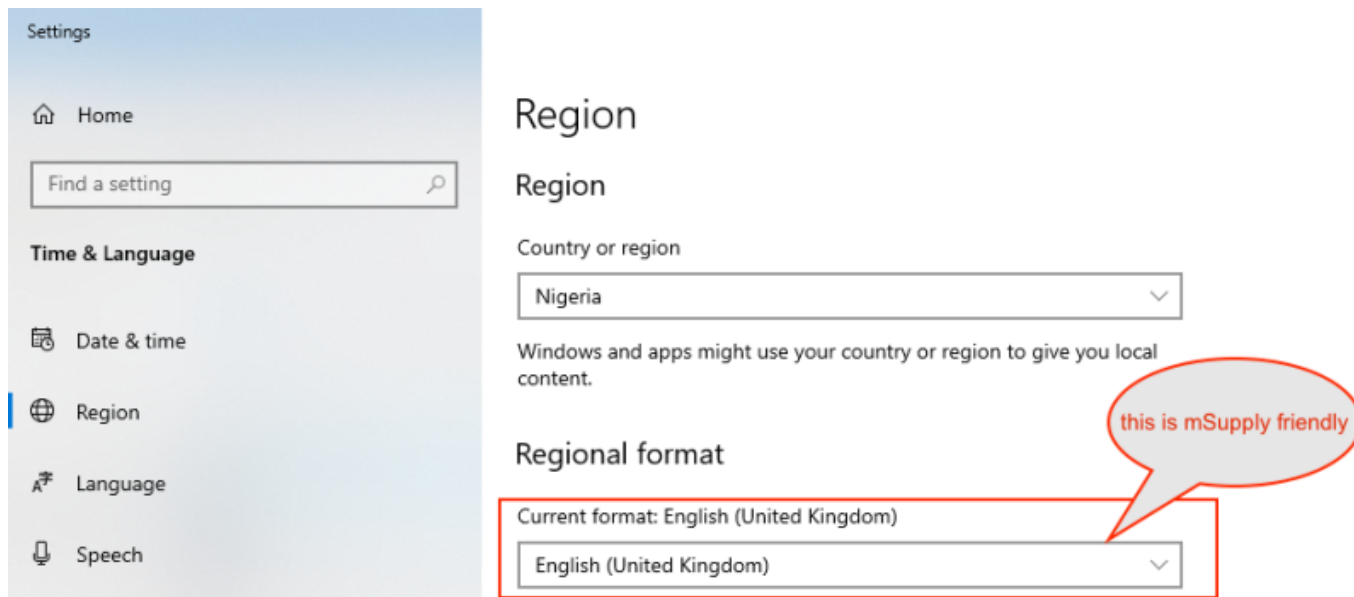 Settings
Home
Find a setting
Time & Language
Date & time
Region
Language
Speech
Region
Region
Country or region
Nigeria
Windows and apps might use your country or region to give you local
content.
this is mSupply friendly
Regional format
Current format: English (United Kingdom)
English (United Kingdom)